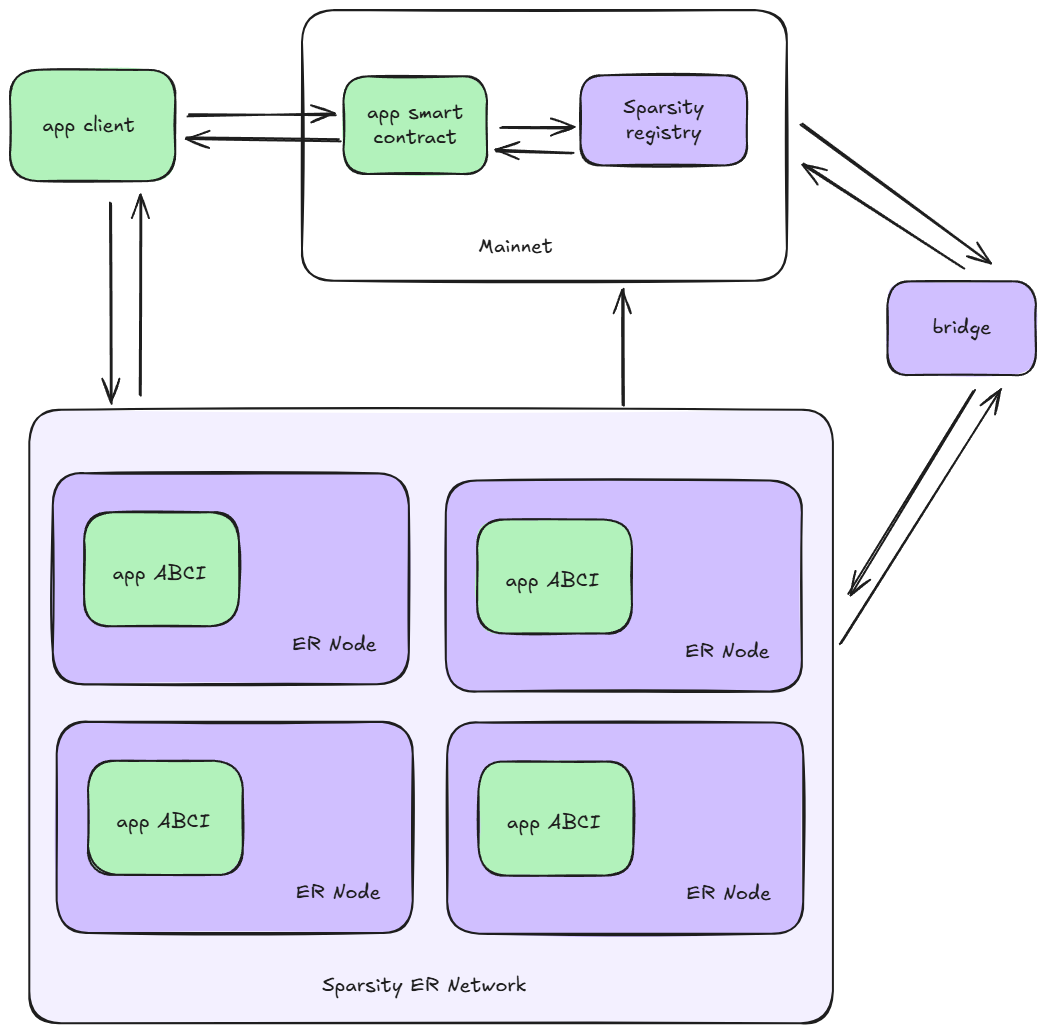 app client
app smart
contract
Sparsity
registry
Mainnet
bridge
app ABCI
ER Node
app ABCI
ER Node
app ABCI
ER Node
app ABCI
ER Node
Sparsity ER Network